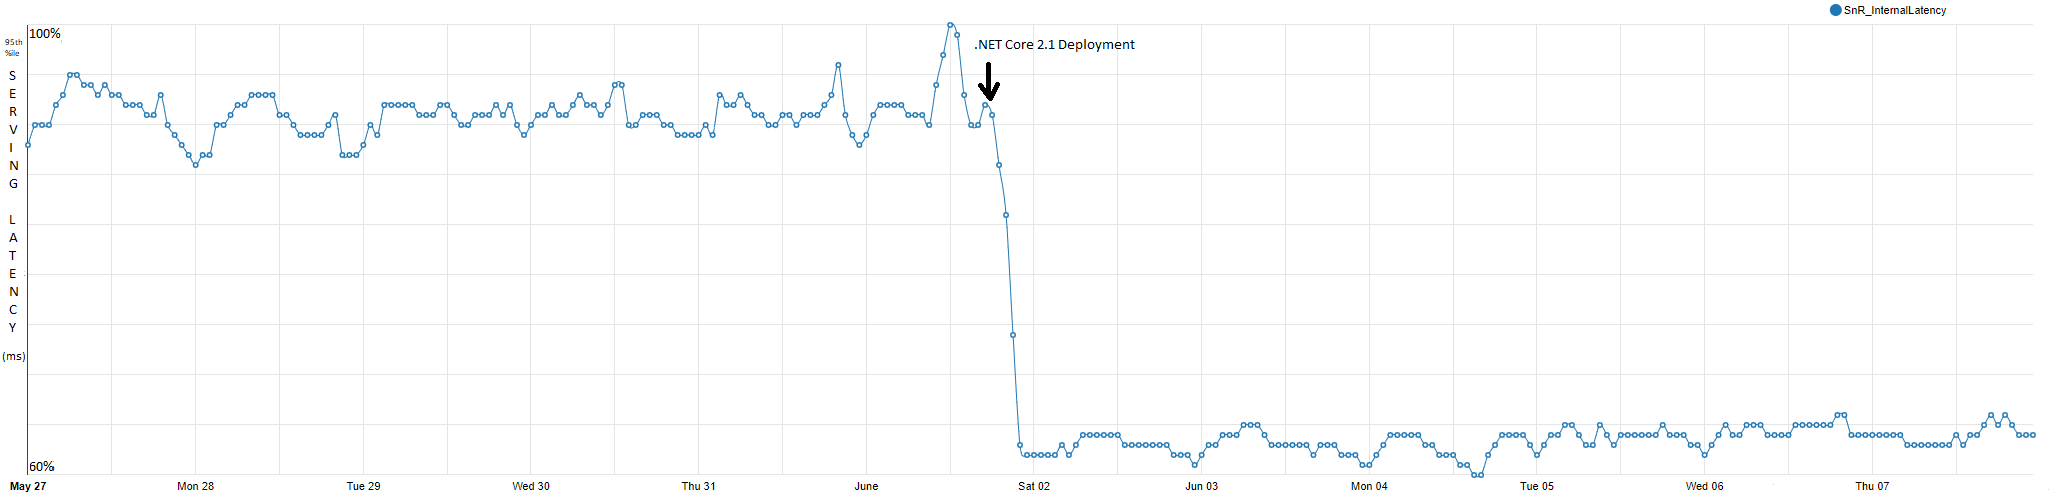 SnR_InternalLatency
100%
95th
%ile
.NET Core 2.1 Deployment
S
E
R
V
I
N
G
L
A
T
E
N
C
Y
(ms)
60%
May 27 Mon 28 Tue 29 Wed 30 Thu 31 June Sat 02 Jun 03 Mon 04 Tue 05 Wed 06 Thu 07